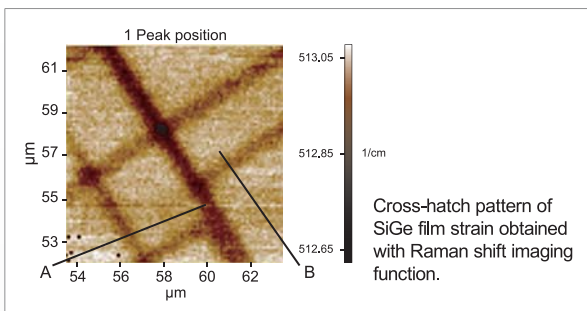 1 Peak position
61
59
57
55
53
µm
54
56
58
60
62
µm
A
B
513,05
512,85
512.65
1/cm
Cross-hatch pattern of
SiGe film strain obtained
with Raman shift imaging
function.